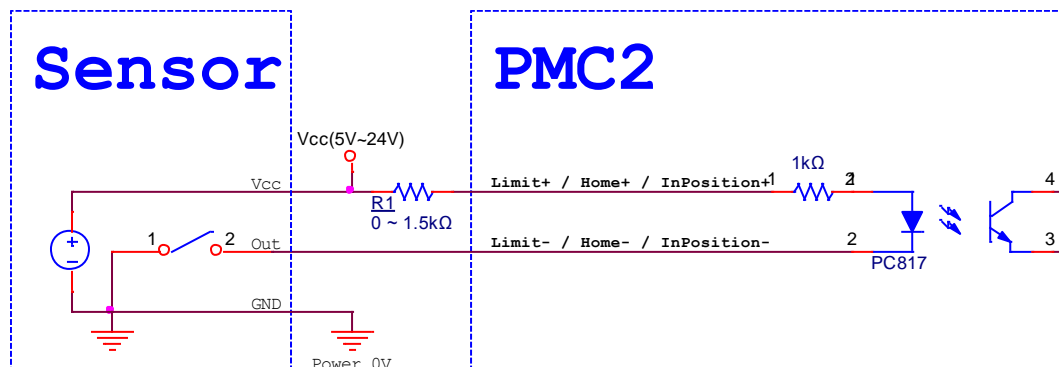 Sensor
PMC2
Vcc(5V~24V)
Vcc
R1
0 ~ 1.5kΩ
Limit+ / Home+ / InPosition+
1
1kΩ
2
1
4
1
2
Out
Limit- / Home- / InPosition-
2
PC817
3
+
-
GND
Power 0V